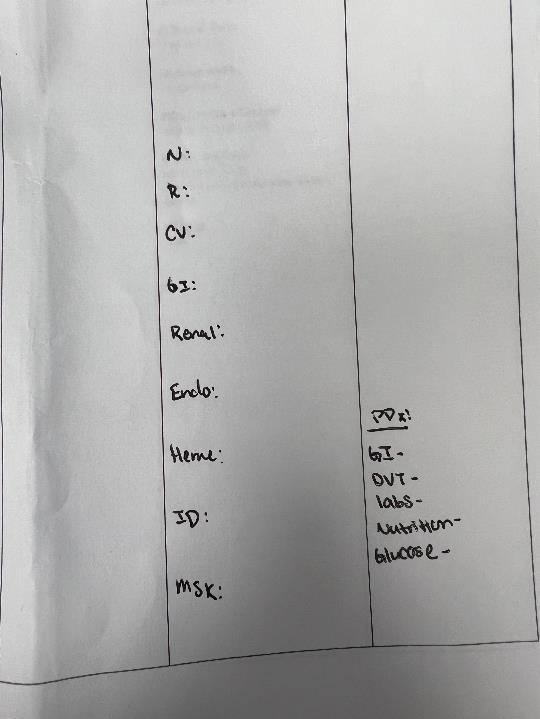 N:
R:
CV:
GI:
Renal:
Endo:
Heme:
ID:
MSK:
PPx:
GI-
DVT-
labs-
Nutrition-
Glucose-